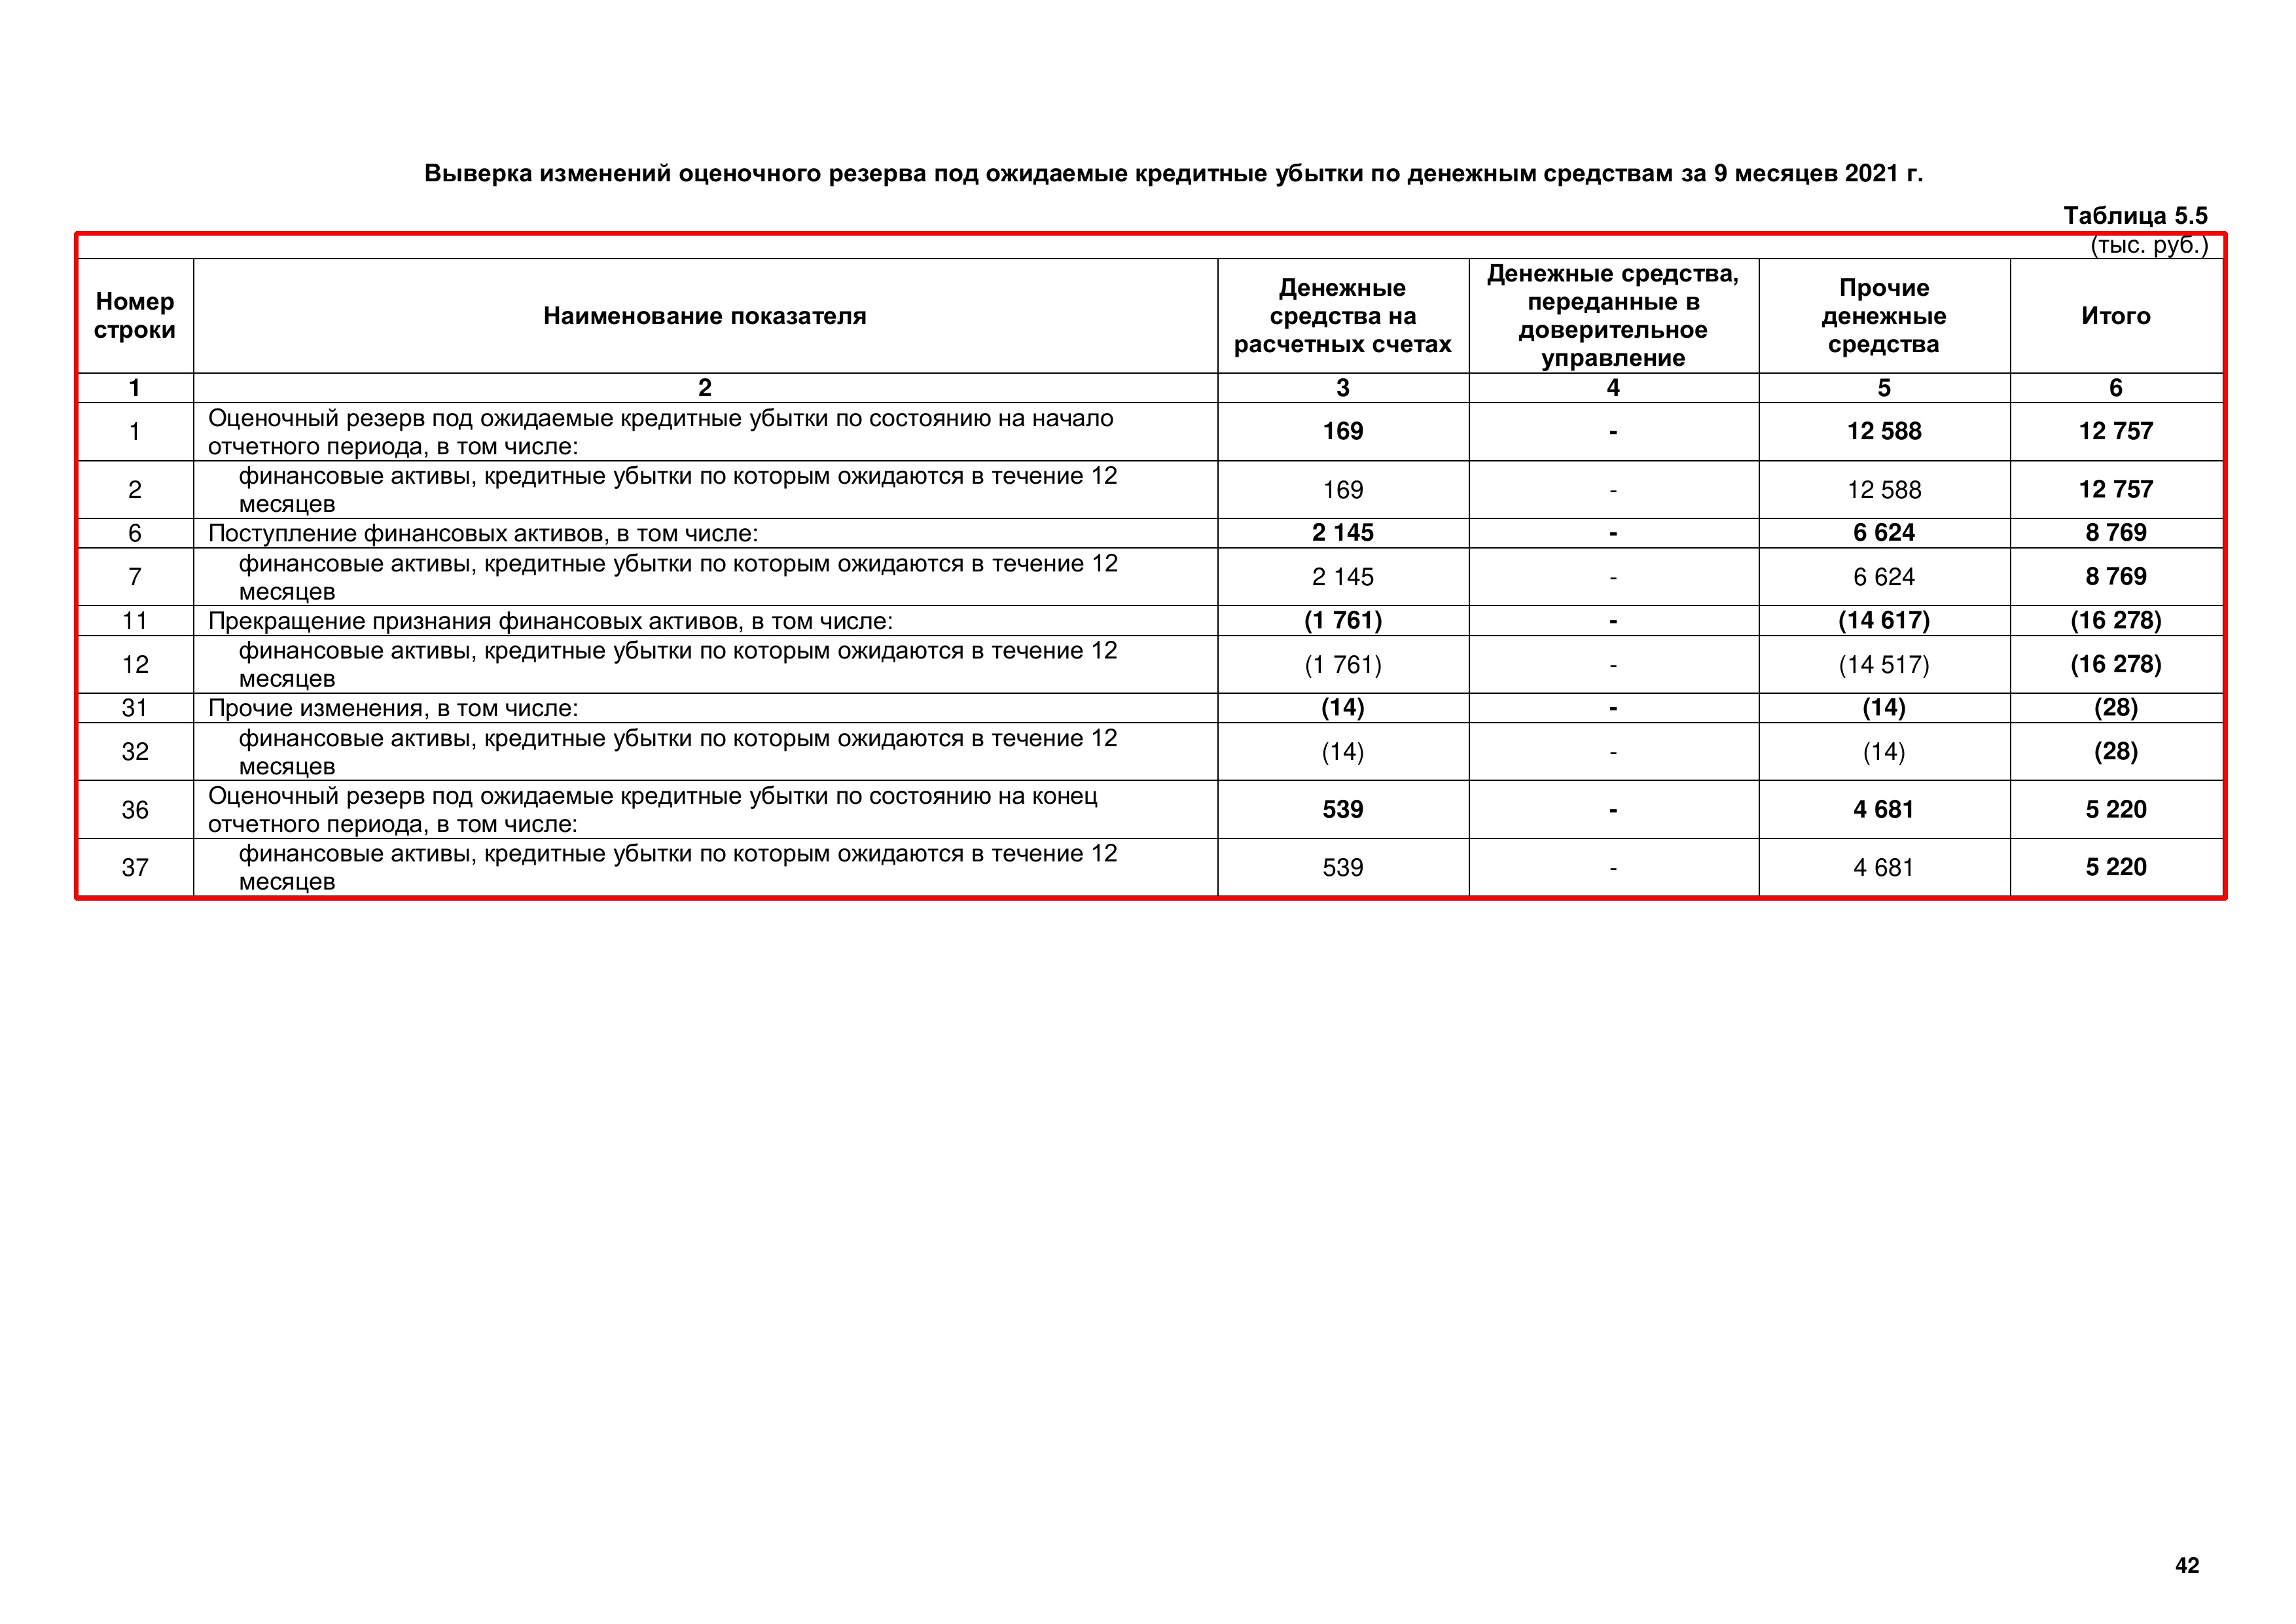 Выверка изменений оценочного резерва под ожидаемые кредитные убытки по денежным средствам за 9 месяцев 2021 г.
Таблица 5.5
(тыс. руб.)
Номер строки | Наименование показателя | Денежные средства на расчетных счетах | Денежные средства, переданные в доверительное управление | Прочие денежные средства | Итого
1 | 2 | 3 | 4 | 5 | 6
1 | Оценочный резерв под ожидаемые кредитные убытки по состоянию на начало отчетного периода, в том числе: | 169 | - | 12 588 | 12 757
2 | финансовые активы, кредитные убытки по которым ожидаются в течение 12 месяцев | 169 | - | 12 588 | 12 757
6 | Поступление финансовых активов, в том числе: | 2 145 | - | 6 624 | 8 769
7 | финансовые активы, кредитные убытки по которым ожидаются в течение 12 месяцев | 2 145 | - | 6 624 | 8 769
11 | Прекращение признания финансовых активов, в том числе: | (1 761) | - | (14 617) | (16 278)
12 | финансовые активы, кредитные убытки по которым ожидаются в течение 12 месяцев | (1 761) | - | (14 517) | (16 278)
31 | Прочие изменения, в том числе: | (14) | - | (14) | (28)
32 | финансовые активы, кредитные убытки по которым ожидаются в течение 12 месяцев | (14) | - | (14) | (28)
36 | Оценочный резерв под ожидаемые кредитные убытки по состоянию на конец отчетного периода, в том числе: | 539 | - | 4 681 | 5 220
37 | финансовые активы, кредитные убытки по которым ожидаются в течение 12 месяцев | 539 | - | 4 681 | 5 220
42